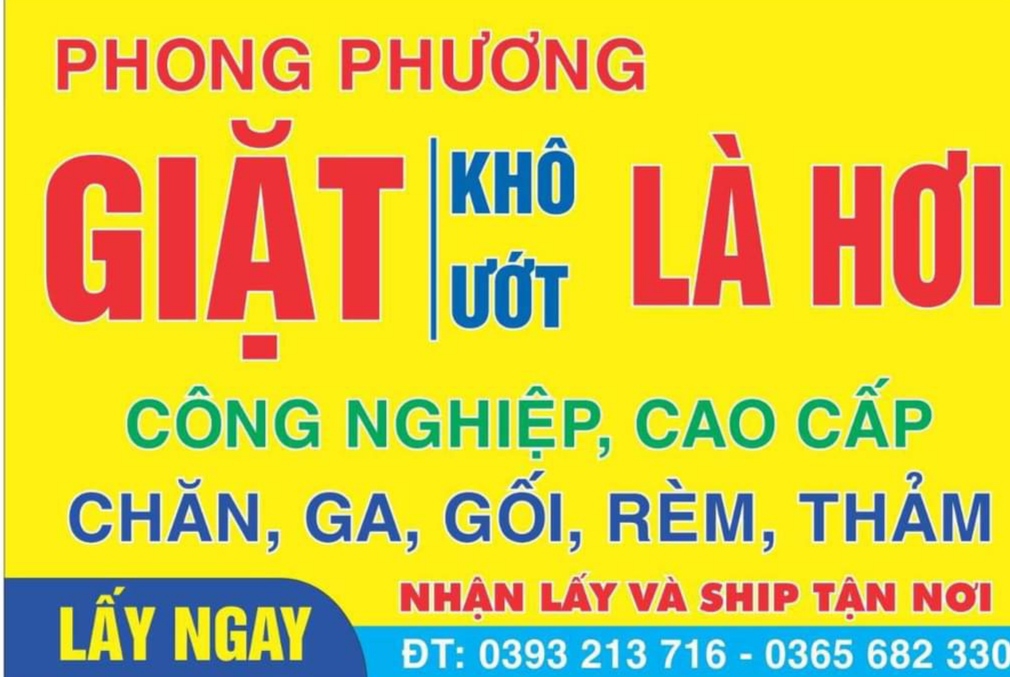 PHONG PHƯƠNG
GIẶT KHÔ ƯỚT LÀ HƠI
CÔNG NGHIỆP, CAO CẤP
CHĂN, GA, GỐI, RÈM, THẢM
NHẬN LẤY VÀ SHIP TẬN NƠI
LẤY NGAY
ĐT: 0393 213 716 - 0365 682 330